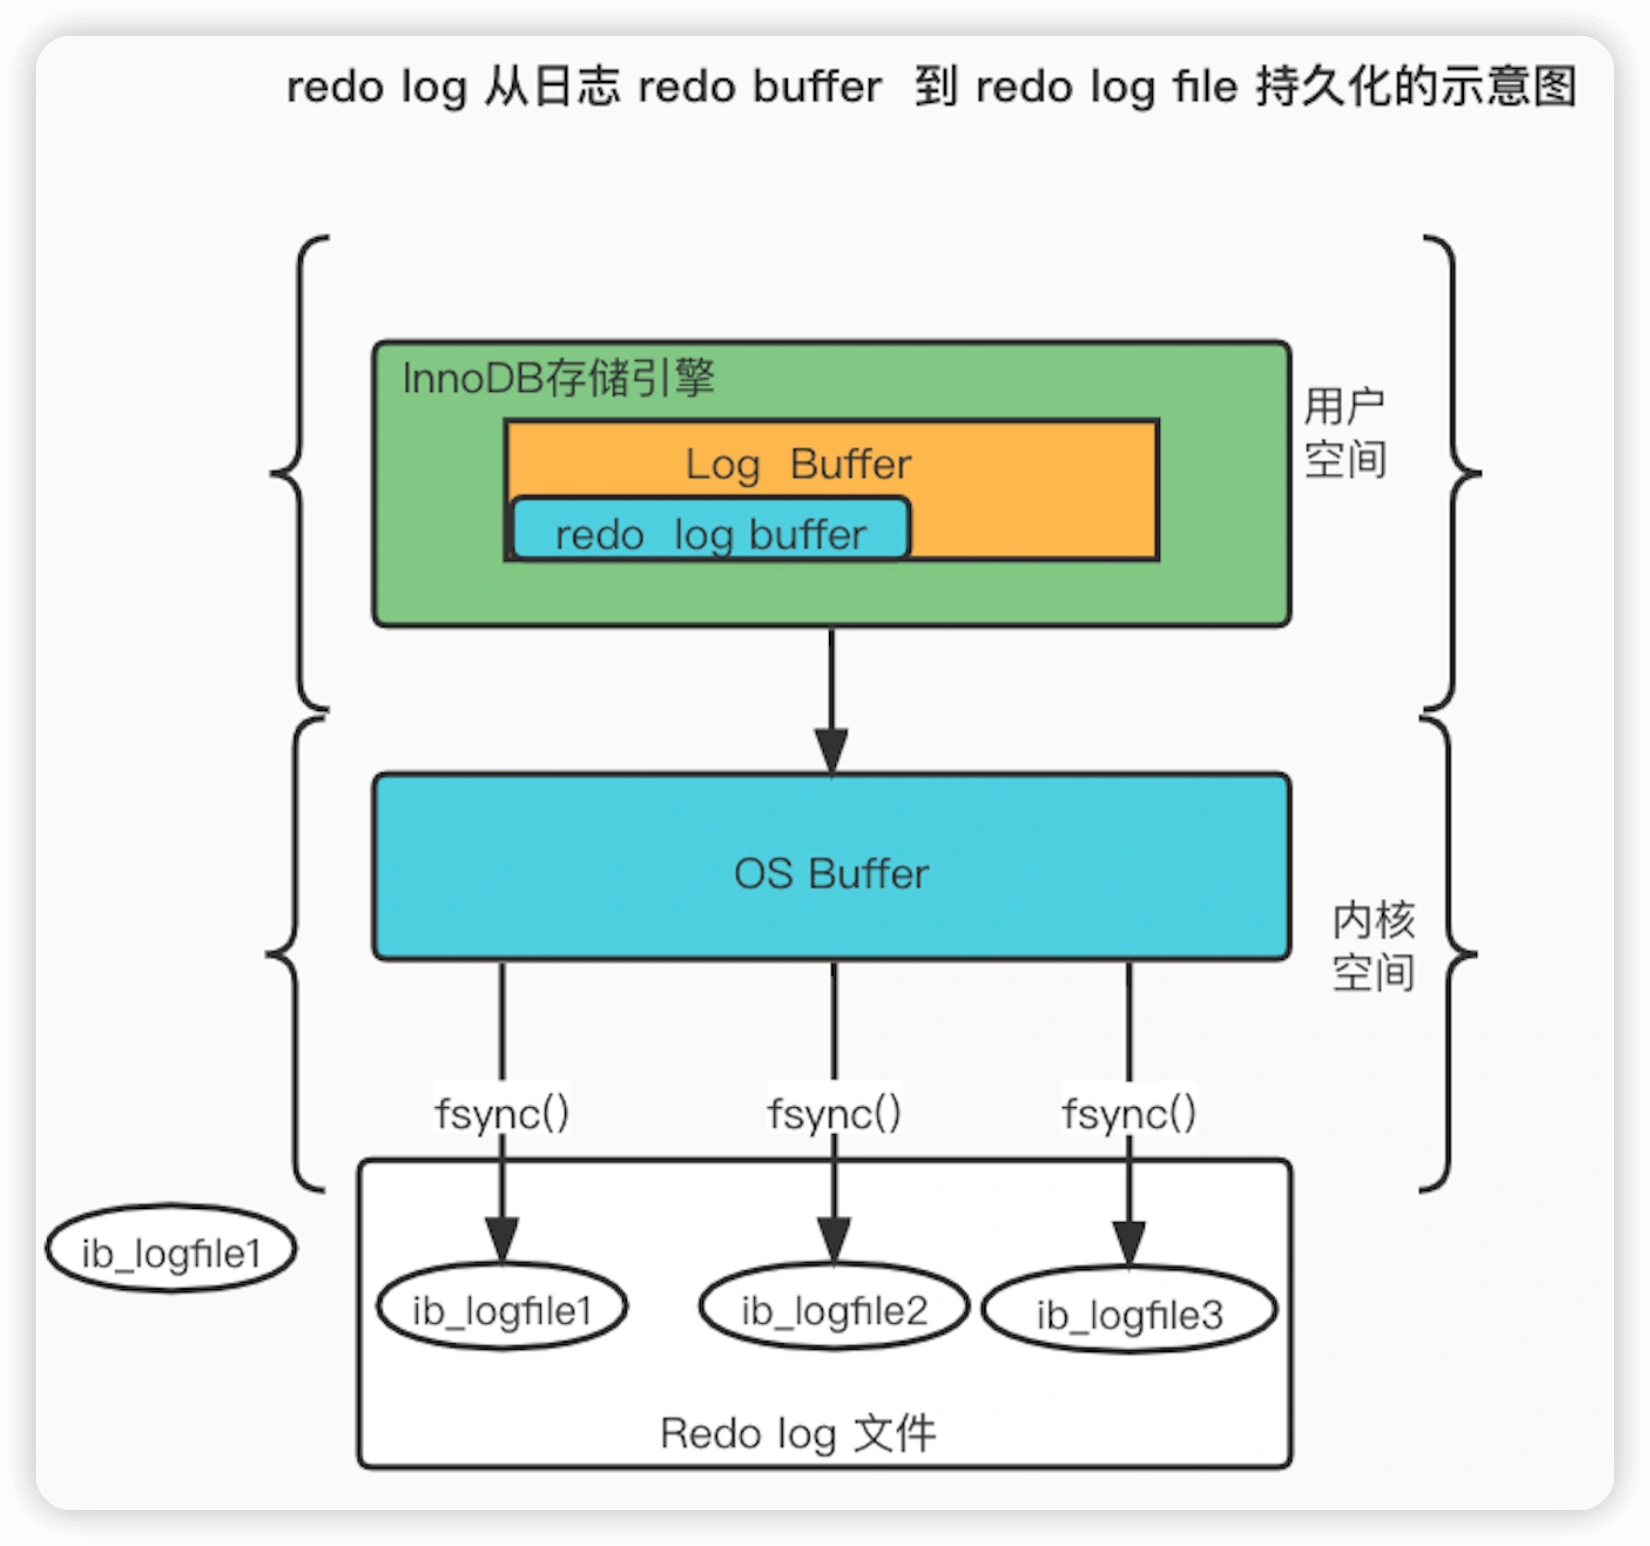 redo log 从日志 redo buffer 到 redo log file 持久化的示意图
InnoDB存储引擎
用户
空间
Log Buffer
redo log buffer
OS Buffer
内核
空间
fsync()
fsync()
fsync()
ib_logfile1
ib_logfile1
ib_logfile2
ib_logfile3
Redo log 文件